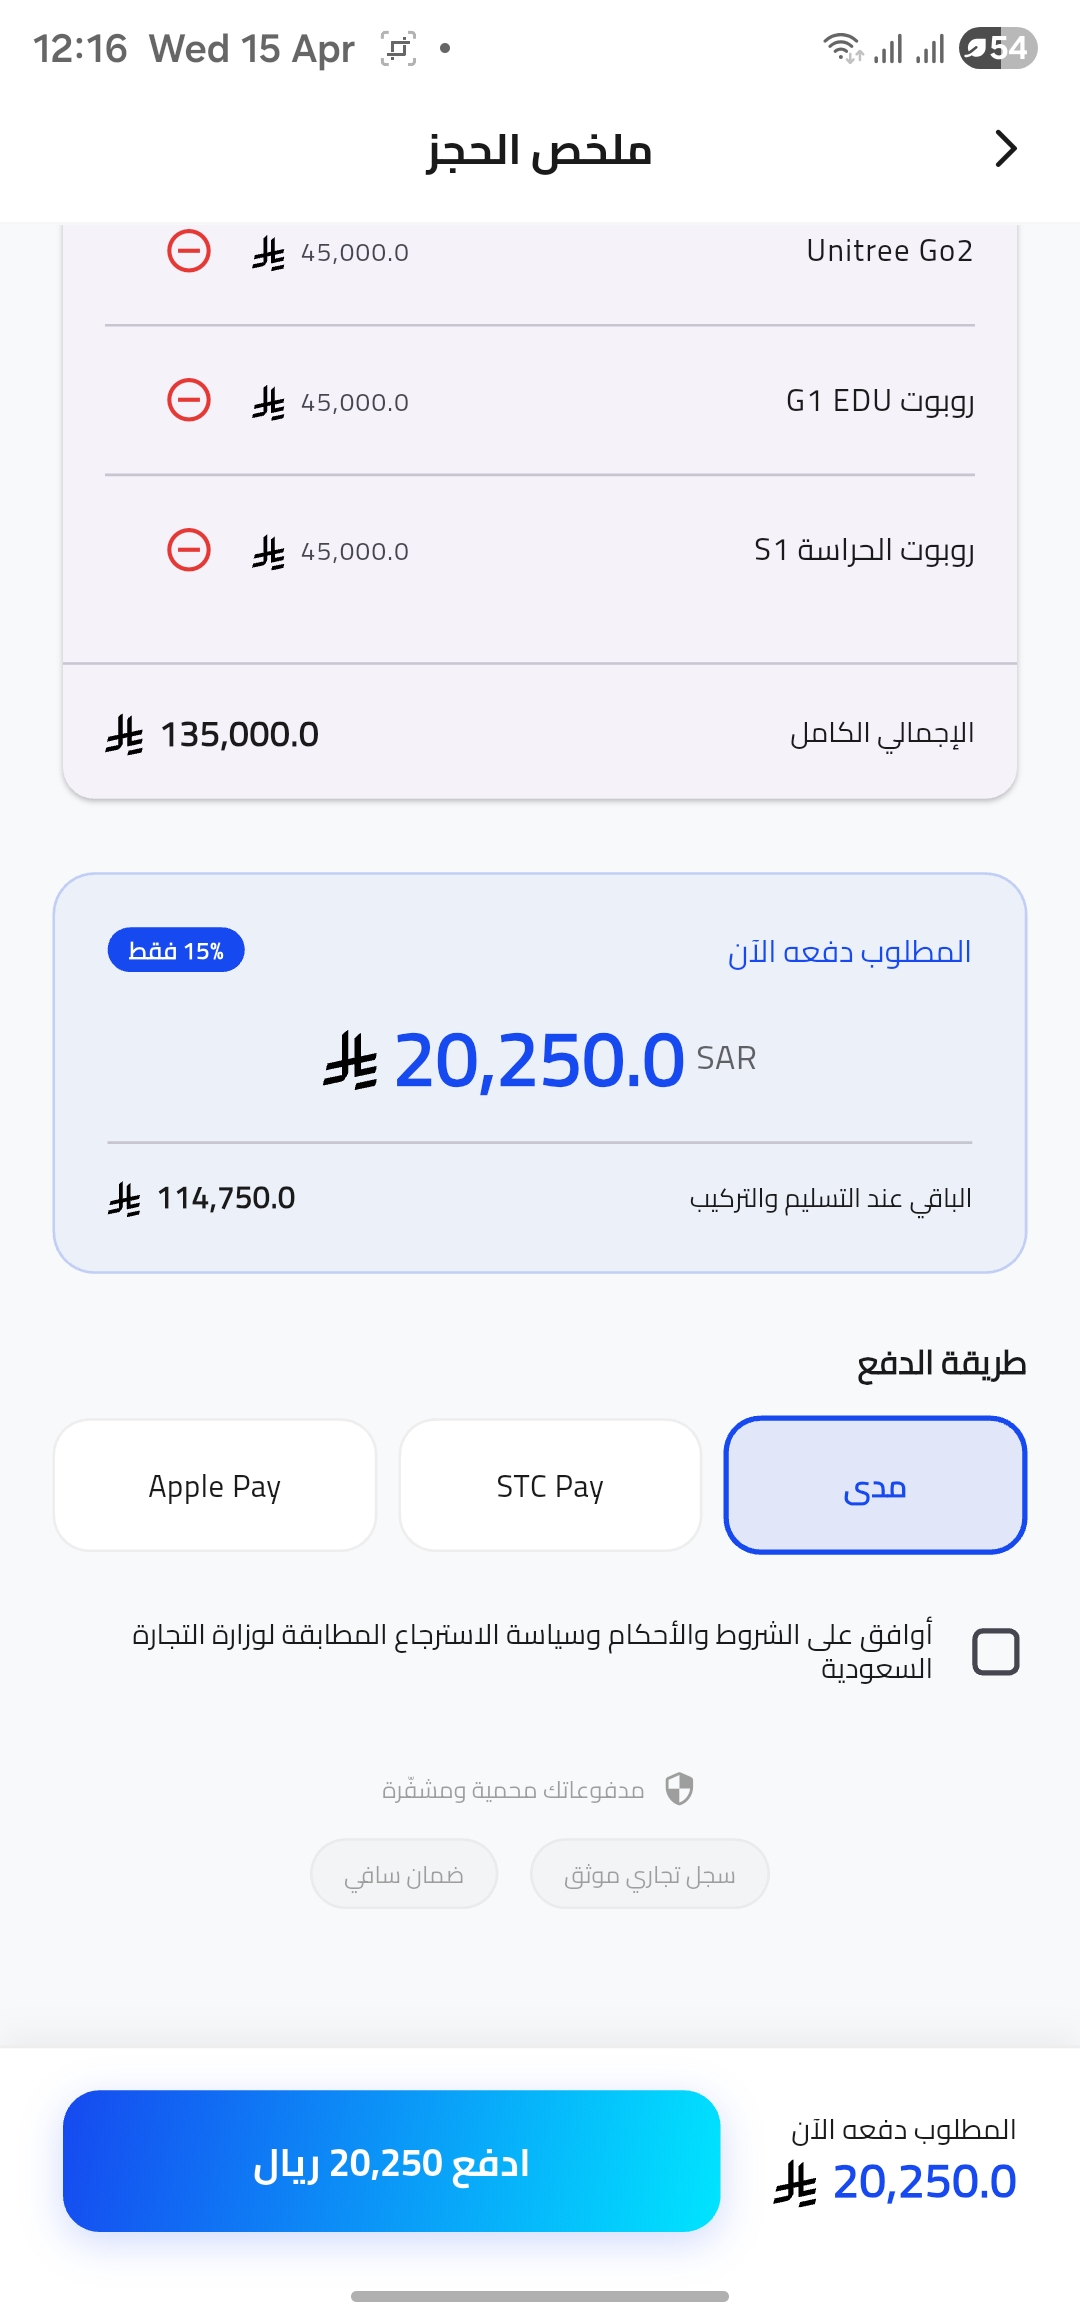 12:16 Wed 15 Apr
54
ملخص الحجز
Unitree Go2 45,000.0
روبوت G1 EDU 45,000.0
روبوت الحراسة S1 45,000.0
الإجمالي الكامل 135,000.0
المطلوب دفعه الآن 15% فقط
20,250.0 SAR
الباقي عند التسليم والتركيب 114,750.0
طريقة الدفع
مدى STC Pay Apple Pay
أوافق على الشروط والأحكام وسياسة الاسترجاع المطابقة لوزارة التجارة
السعودية
مدفوعاتك محمية ومشفّرة
سجل تجاري موثق ضمان سافي
المطلوب دفعه الآن
20,250.0
ادفع 20,250 ريال